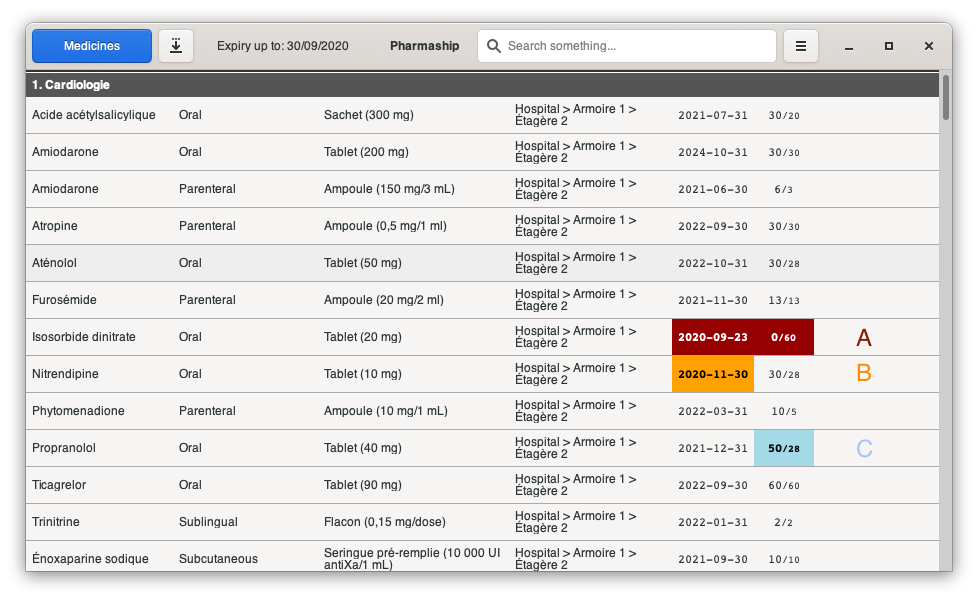 Medicines Expiry up to: 30/09/2020 Pharmaship Search something...
1. Cardiologie
Acide acétylsalicylique Oral Sachet (300 mg) Hospital > Armoire 1 > Étagère 2 2021-07-31 30/20
Amiodarone Oral Tablet (200 mg) Hospital > Armoire 1 > Étagère 2 2024-10-31 30/30
Amiodarone Parenteral Ampoule (150 mg/3 mL) Hospital > Armoire 1 > Étagère 2 2021-06-30 6/3
Atropine Parenteral Ampoule (0,5 mg/1 ml) Hospital > Armoire 1 > Étagère 2 2022-09-30 30/30
Aténolol Oral Tablet (50 mg) Hospital > Armoire 1 > Étagère 2 2022-10-31 30/28
Furosémide Parenteral Ampoule (20 mg/2 ml) Hospital > Armoire 1 > Étagère 2 2021-11-30 13/13
Isosorbide dinitrate Oral Tablet (20 mg) Hospital > Armoire 1 > Étagère 2 2020-09-23 0/60 A
Nitrendipine Oral Tablet (10 mg) Hospital > Armoire 1 > Étagère 2 2020-11-30 30/28 B
Phytomenadione Parenteral Ampoule (10 mg/1 mL) Hospital > Armoire 1 > Étagère 2 2022-03-31 10/5
Propranolol Oral Tablet (40 mg) Hospital > Armoire 1 > Étagère 2 2021-12-31 50/28 C
Ticagrelor Oral Tablet (90 mg) Hospital > Armoire 1 > Étagère 2 2022-09-30 60/60
Trinitrine Sublingual Flacon (0,15 mg/dose) Hospital > Armoire 1 > Étagère 2 2022-01-31 2/2
Énoxaparine sodique Subcutaneous Seringue pré-remplie (10 000 UI antiXa/1 mL) Hospital > Armoire 1 > Étagère 2 2021-09-30 10/10